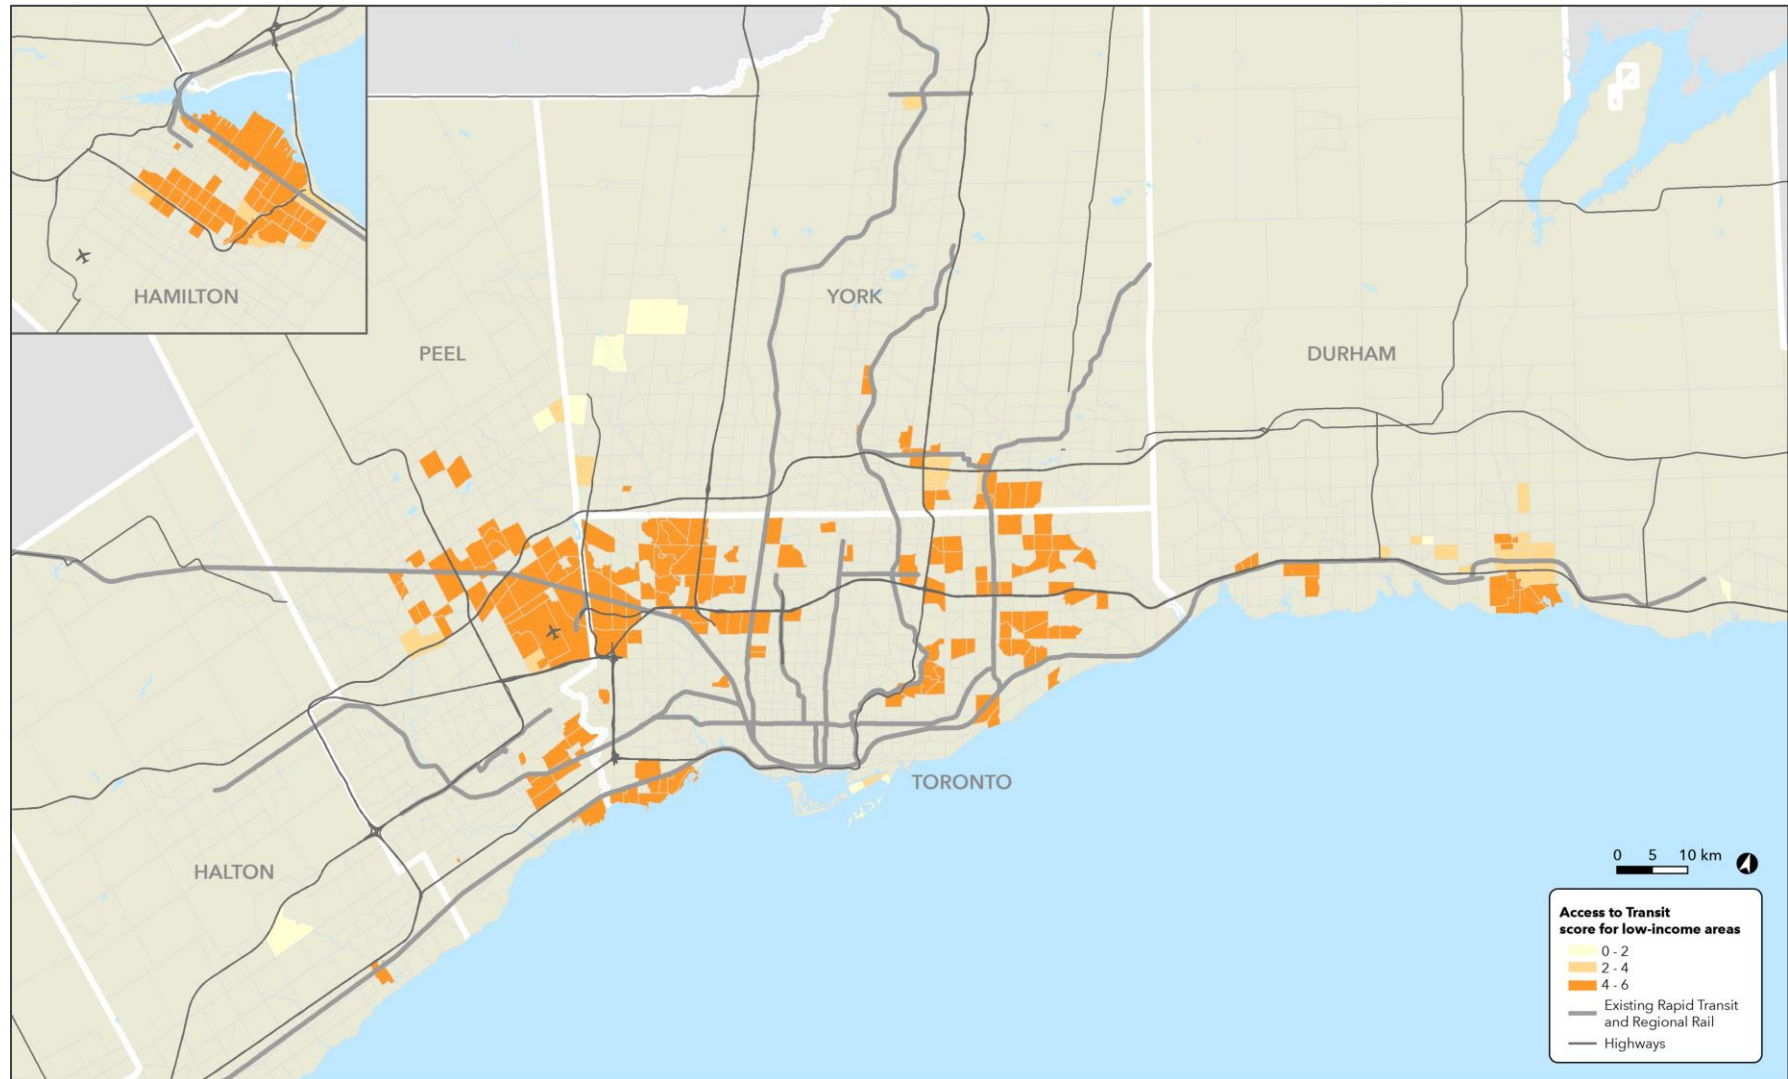 HAMILTON
PEEL
YORK
DURHAM
TORONTO
HALTON
0 5 10 km
Access to Transit
score for low-income areas
0 - 2
2 - 4
4 - 6
Existing Rapid Transit
and Regional Rail
Highways